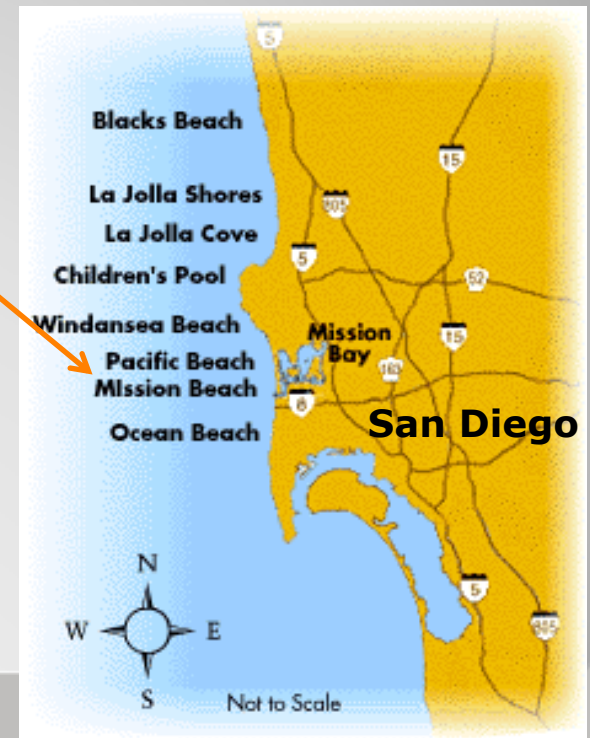 5
Blacks Beach
15
La Jolla Shores
805
La Jolla Cove
5
Children's Pool
52
Windansea Beach
Mission
Bay
15
Pacific Beach
163
MIssion Beach
8
San Diego
Ocean Beach
N
W
E
5
805
S
Not to Scale